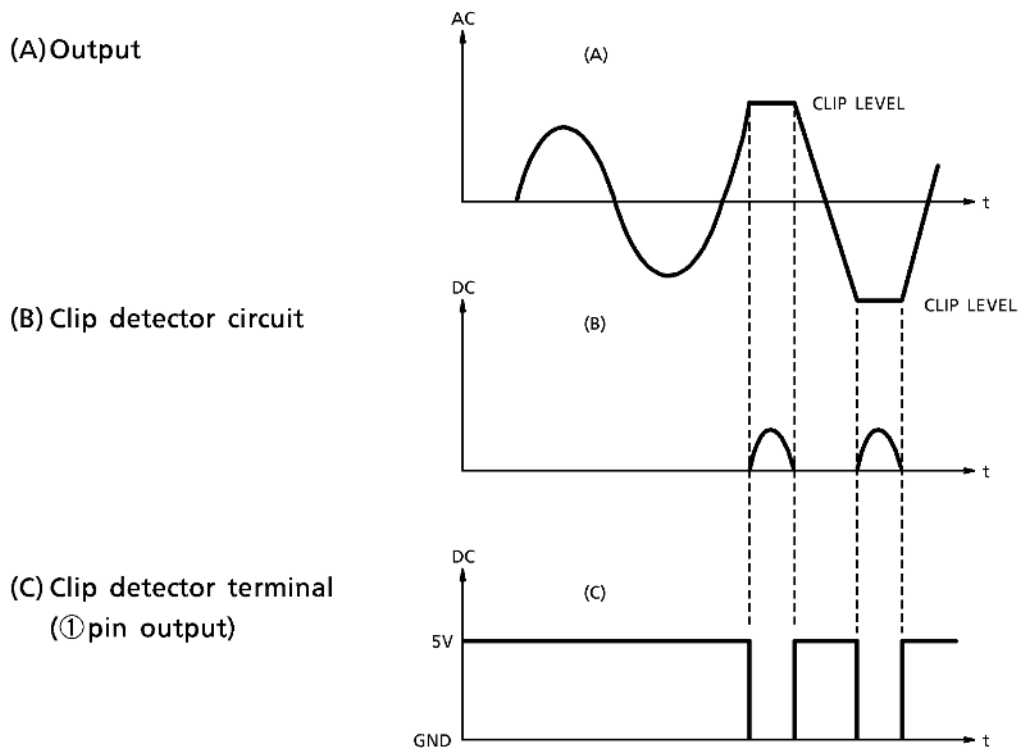 (A) Output
AC
(A)
CLIP LEVEL
t
DC
CLIP LEVEL
(B) Clip detector circuit
(B)
t
DC
(C) Clip detector terminal
(①pin output)
(C)
5V
GND
t